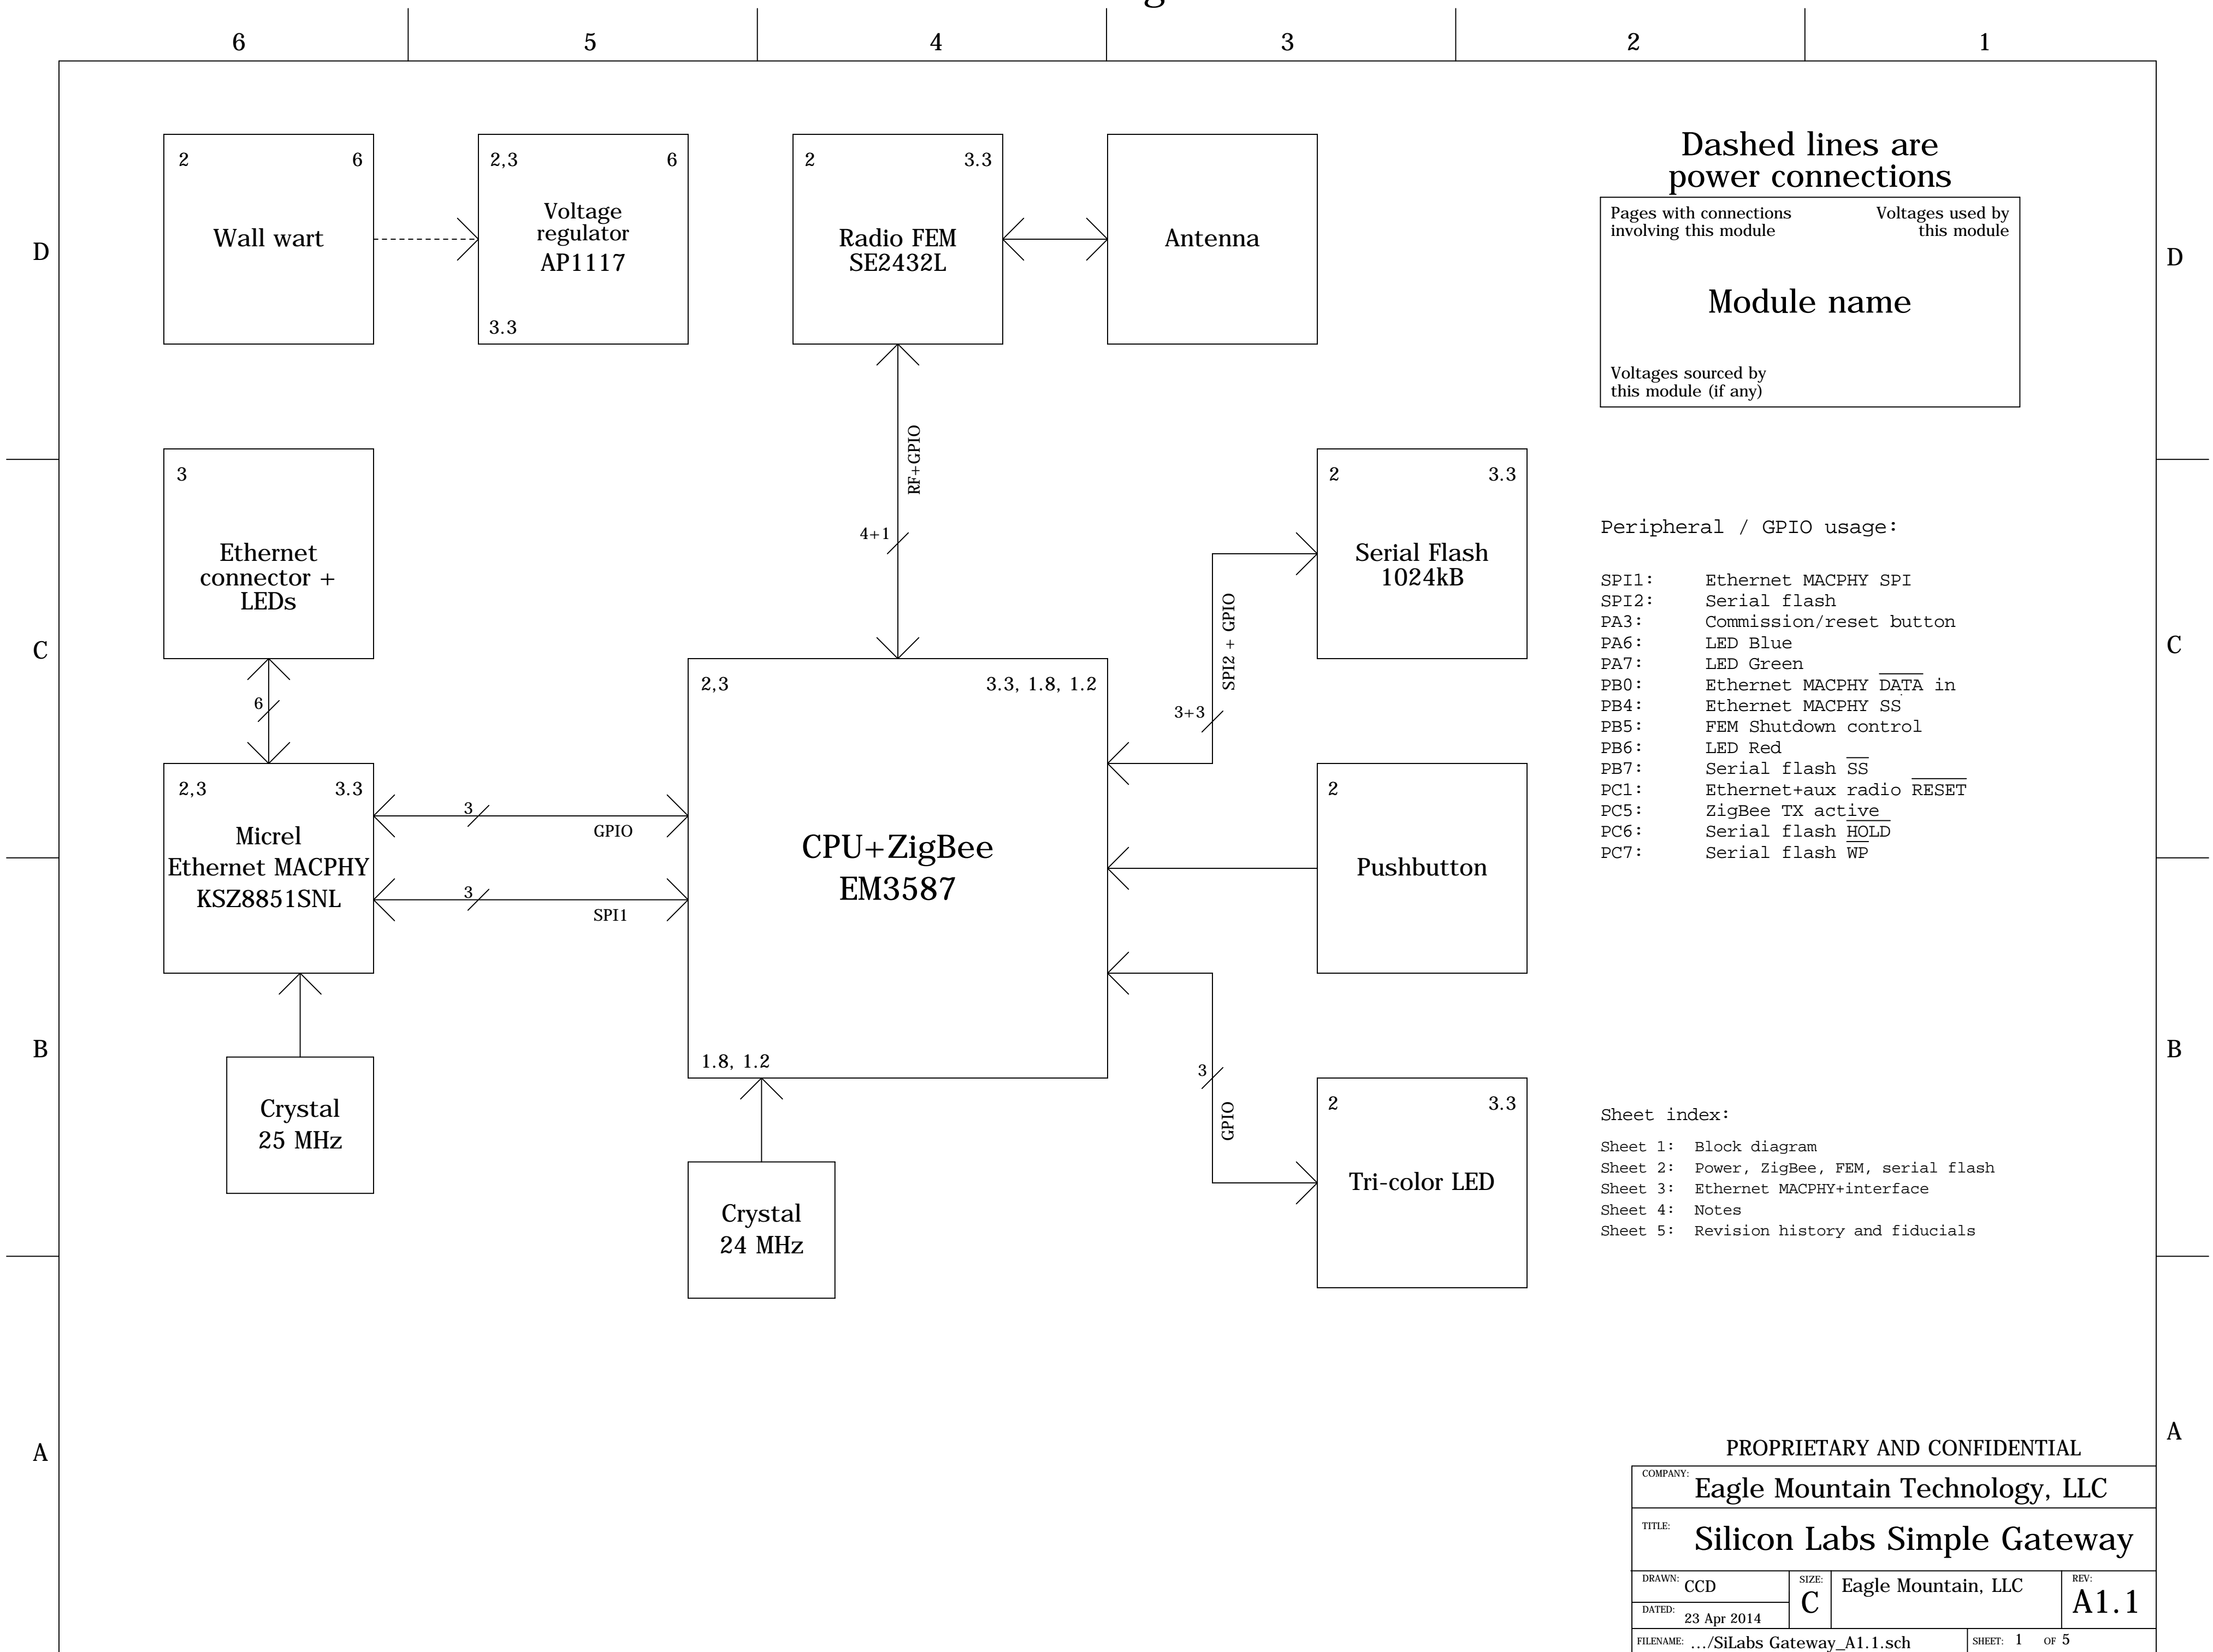 6 5 4 3 2 1
D
C
B
A
2 6
Wall wart
2,3 6
Voltage
regulator
AP1117
3.3
2 3.3
Radio FEM
SE2432L
Antenna
Dashed lines are
power connections
Pages with connections
involving this module
Voltages used by
this module
Module name
Voltages sourced by
this module (if any)
D
C
B
A
3
Ethernet
connector +
LEDs
6
RF+GPIO
4+1
2 3.3
Serial Flash
1024kB
SPI2 + GPIO
3+3
2,3 3.3
Micrel
Ethernet MACPHY
KSZ8851SNL
3
GPIO
3
SPI1
2,3 3.3, 1.8, 1.2
CPU+ZigBee
EM3587
1.8, 1.2
2
Pushbutton
3
GPIO
2 3.3
Tri-color LED
Crystal
25 MHz
Crystal
24 MHz
Peripheral / GPIO usage:
SPI1: Ethernet MACPHY SPI
SPI2: Serial flash
PA3: Commission/reset button
PA6: LED Blue
PA7: LED Green
PB0: Ethernet MACPHY DATA in
PB4: Ethernet MACPHY SS
PB5: FEM Shutdown control
PB6: LED Red
PB7: Serial flash SS
PC1: Ethernet+aux radio RESET
PC5: ZigBee TX active
PC6: Serial flash HOLD
PC7: Serial flash WP
Sheet index:
Sheet 1: Block diagram
Sheet 2: Power, ZigBee, FEM, serial flash
Sheet 3: Ethernet MACPHY+interface
Sheet 4: Notes
Sheet 5: Revision history and fiducials
PROPRIETARY AND CONFIDENTIAL
COMPANY: Eagle Mountain Technology, LLC
TITLE: Silicon Labs Simple Gateway
DRAWN: CCD
DATED: 23 Apr 2014
SIZE: C
Eagle Mountain, LLC
REV: A1.1
FILENAME: .../SiLabs Gateway_A1.1.sch
SHEET: 1 OF 5